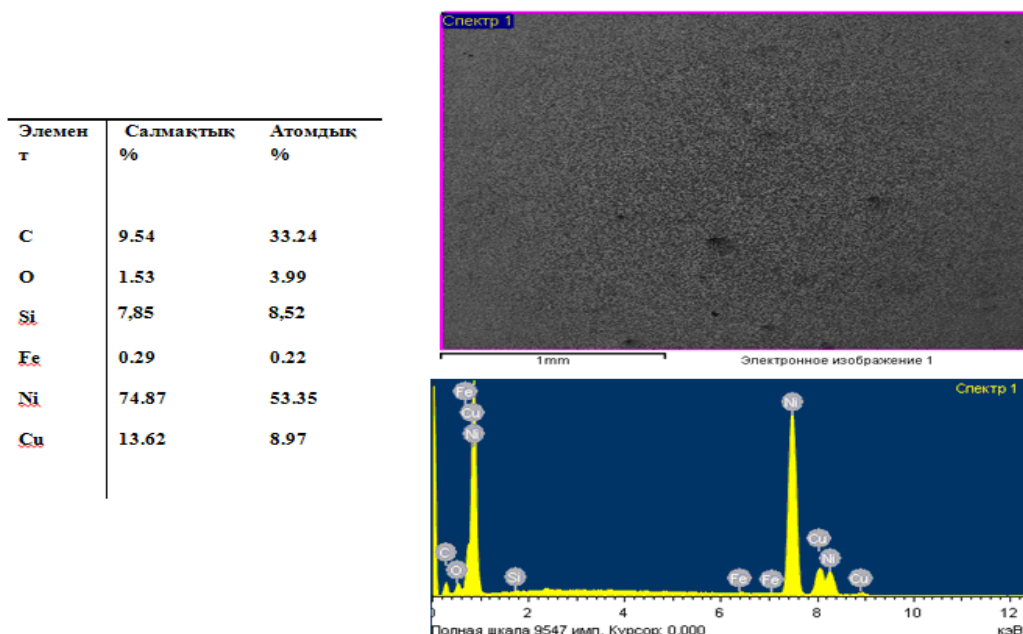 Элемен Салмақтық Атомдық
т % %
C 9.54 33.24
O 1.53 3.99
Si 7,85 8,52
Fe 0.29 0.22
Ni 74.87 53.35
Cu 13.62 8.97
Спектр 1
1mm Электронное изображение 1
Спектр 1
Fe
Cu
Ni
Ni
C
O
Si
Fe
Fe
Cu
Ni
Cu
0 2 4 6 8 10 12
Полная шкала 9547 имп. Курсор: 0.000 кэВ